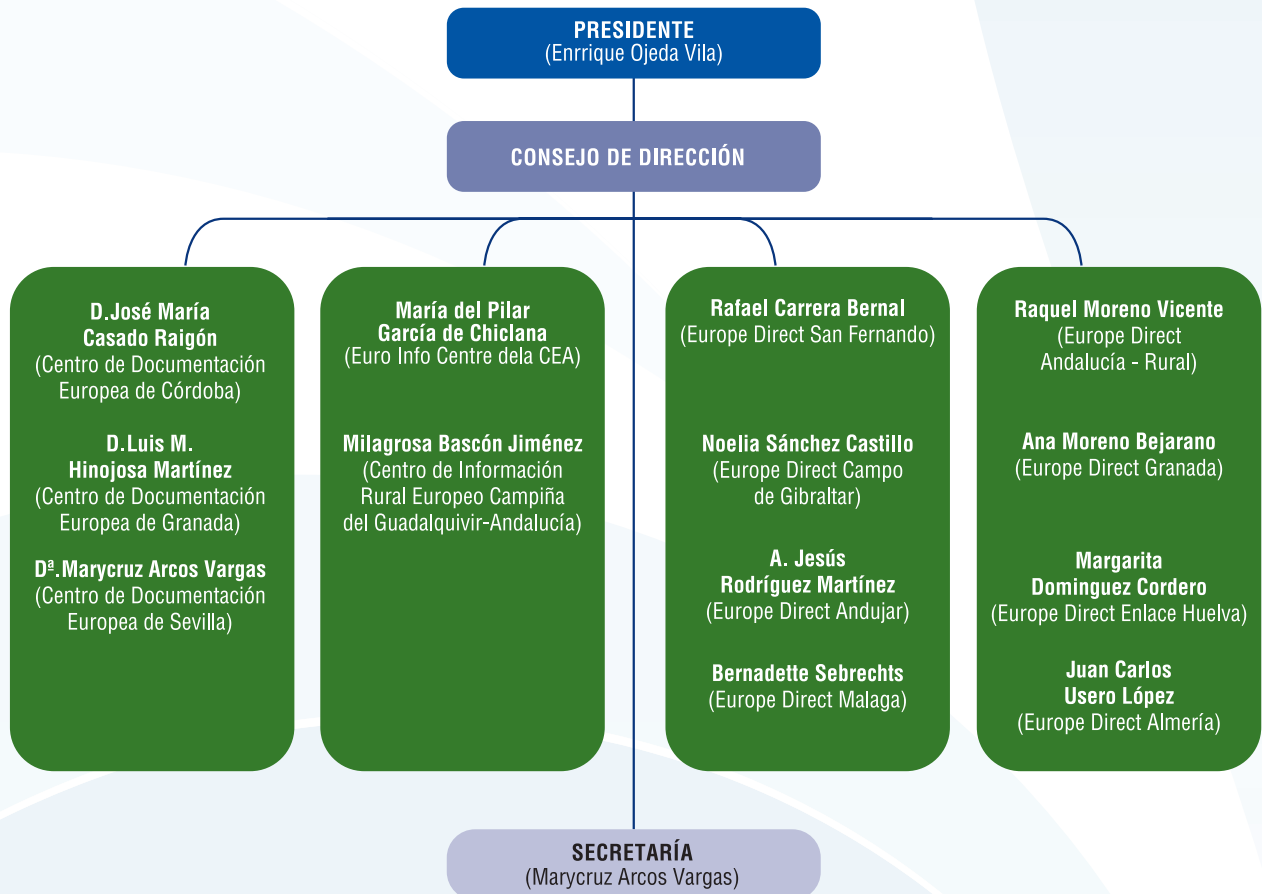 PRESIDENTE
(Enrrique Ojeda Vila)
CONSEJO DE DIRECCIÓN
D.José María
Casado Raigón
(Centro de Documentación
Europea de Córdoba)
D.Luis M.
Hinojosa Martínez
(Centro de Documentación
Europea de Granada)
Dª.Marycruz Arcos Vargas
(Centro de Documentación
Europea de Sevilla)
María del Pilar
García de Chiclana
(Euro Info Centre dela CEA)
Milagrosa Bascón Jiménez
(Centro de Información
Rural Europeo Campiña
del Guadalquivir-Andalucía)
Rafael Carrera Bernal
(Europe Direct San Fernando)
Noelia Sánchez Castillo
(Europe Direct Campo
de Gibraltar)
A. Jesús
Rodríguez Martínez
(Europe Direct Andujar)
Bernadette Sebrechts
(Europe Direct Malaga)
Raquel Moreno Vicente
(Europe Direct
Andalucía - Rural)
Ana Moreno Bejarano
(Europe Direct Granada)
Margarita
Dominguez Cordero
(Europe Direct Enlace Huelva)
Juan Carlos
Usero López
(Europe Direct Almería)
SECRETARÍA
(Marycruz Arcos Vargas)